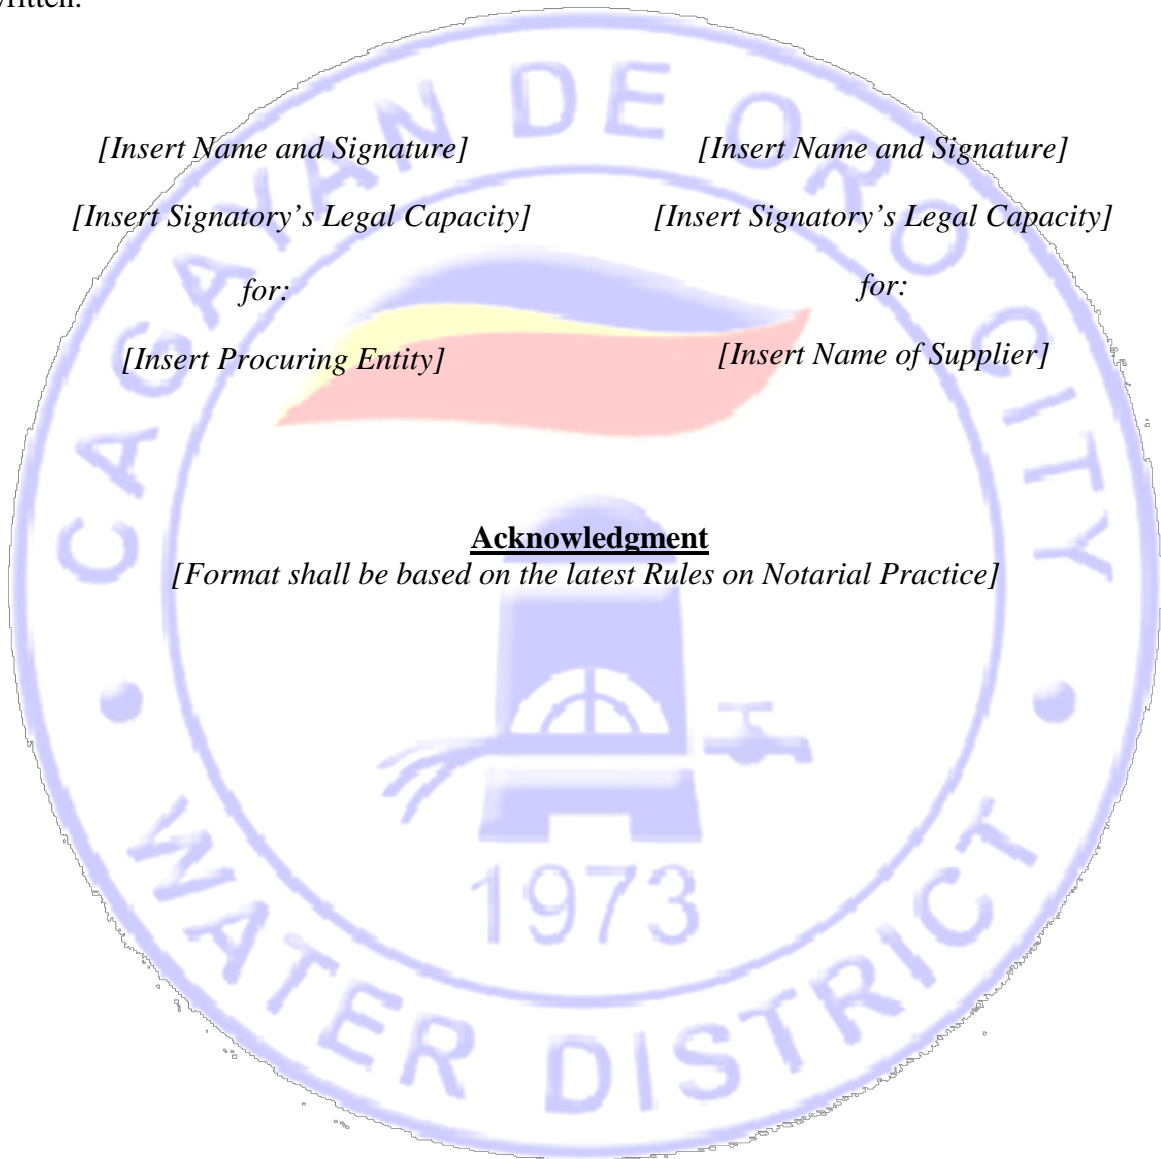 [Insert Name and Signature] [Insert Name and Signature]
[Insert Signatory’s Legal Capacity] [Insert Signatory’s Legal Capacity]
for: for:
[Insert Procuring Entity] [Insert Name of Supplier]
Acknowledgment
[Format shall be based on the latest Rules on Notarial Practice]
CAGAYAN DE ORO CITY
1973
WATER DISTRICT